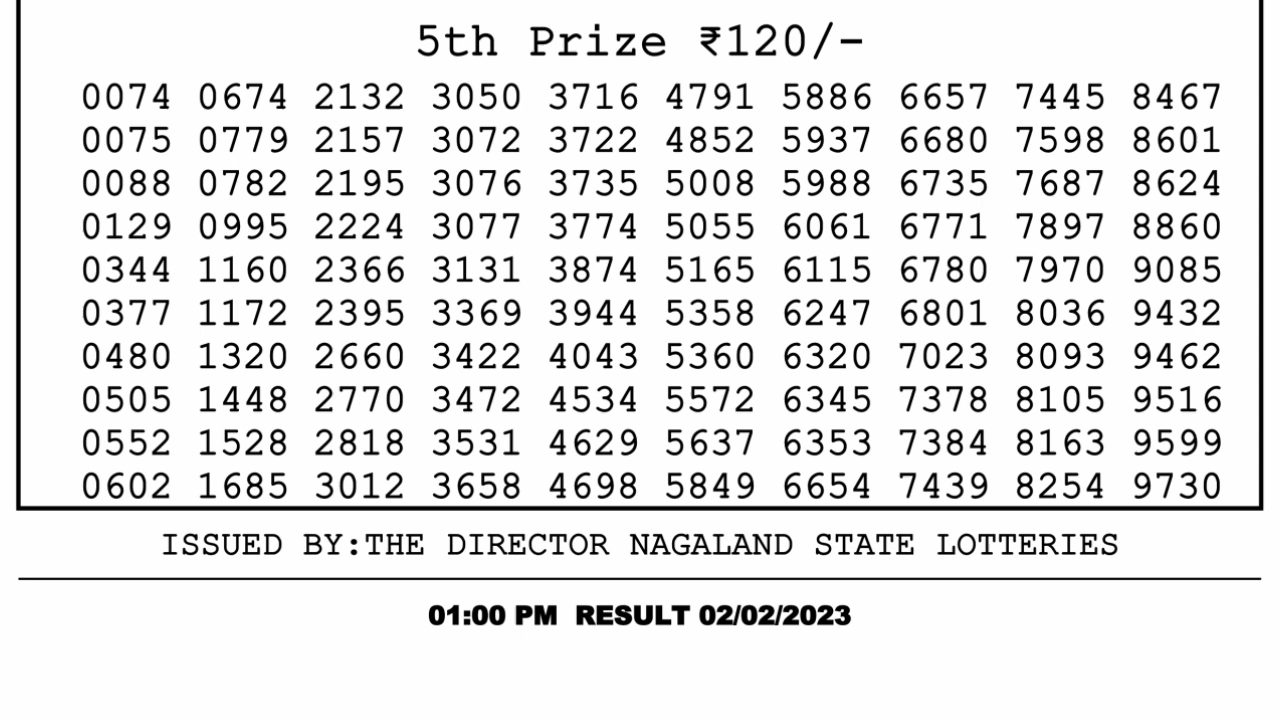 5th Prize ₹120/-
0074 0674 2132 3050 3716 4791 5886 6657 7445 8467
0075 0779 2157 3072 3722 4852 5937 6680 7598 8601
0088 0782 2195 3076 3735 5008 5988 6735 7687 8624
0129 0995 2224 3077 3774 5055 6061 6771 7897 8860
0344 1160 2366 3131 3874 5165 6115 6780 7970 9085
0377 1172 2395 3369 3944 5358 6247 6801 8036 9432
0480 1320 2660 3422 4043 5360 6320 7023 8093 9462
0505 1448 2770 3472 4534 5572 6345 7378 8105 9516
0552 1528 2818 3531 4629 5637 6353 7384 8163 9599
0602 1685 3012 3658 4698 5849 6654 7439 8254 9730
ISSUED BY:THE DIRECTOR NAGALAND STATE LOTTERIES
01:00 PM RESULT 02/02/2023